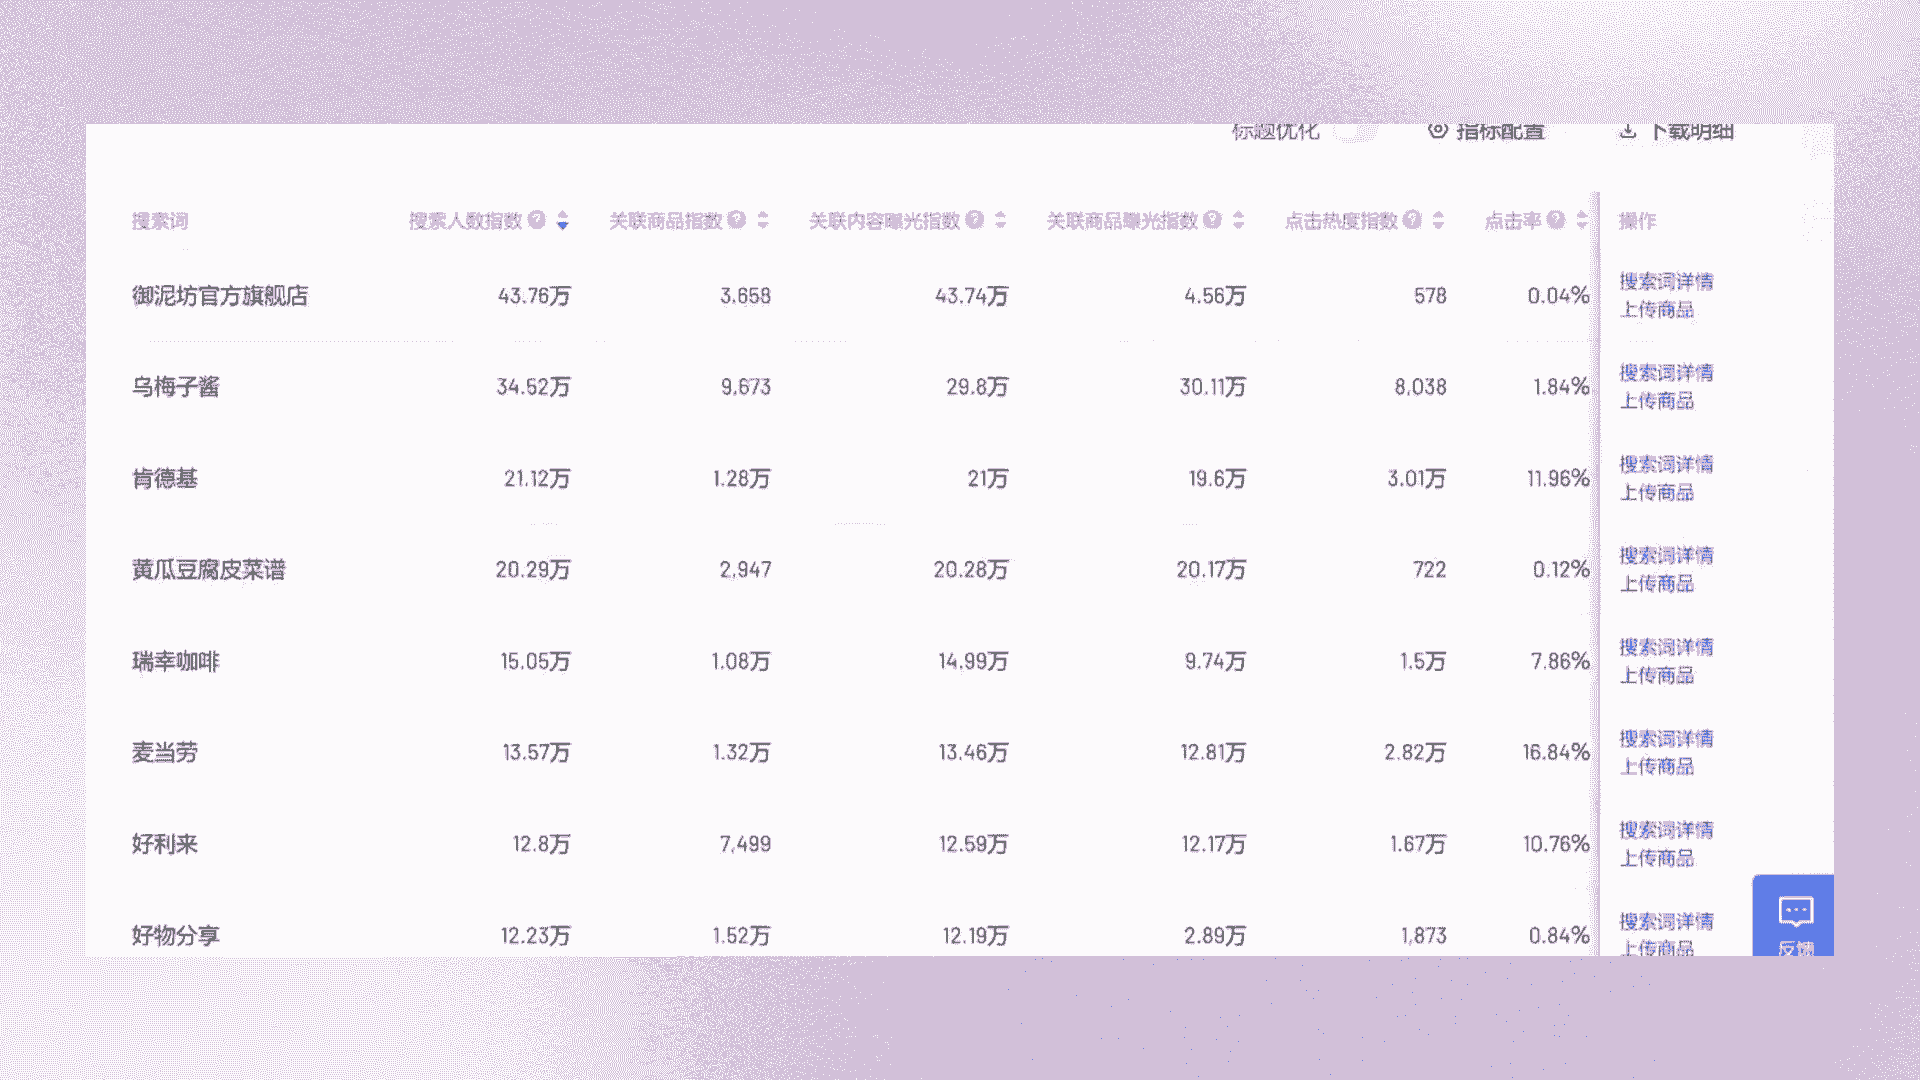 标题优化 指标配置 下载明细
搜索词 搜索人数指数 关联商品指数 关联内容曝光指数 关联商品曝光指数 点击热度指数 点击率 操作
御泥坊官方旗舰店 43.76万 3,658 43.74万 4.56万 578 0.04% 搜索词详情
上传商品
乌梅子酱 34.52万 9,673 29.8万 30.11万 8,038 1.84% 搜索词详情
上传商品
肯德基 21.12万 1.28万 21万 19.6万 3.01万 11.96% 搜索词详情
上传商品
黄瓜豆腐皮菜谱 20.29万 2,947 20.28万 20.17万 722 0.12% 搜索词详情
上传商品
瑞幸咖啡 15.05万 1.08万 14.99万 9.74万 1.5万 7.86% 搜索词详情
上传商品
麦当劳 13.57万 1.32万 13.46万 12.81万 2.82万 16.84% 搜索词详情
上传商品
好利来 12.8万 7,499 12.59万 12.17万 1.67万 10.76% 搜索词详情
上传商品
好物分享 12.23万 1.52万 12.19万 2.89万 1,873 0.84% 搜索词详情
上传商品
反馈